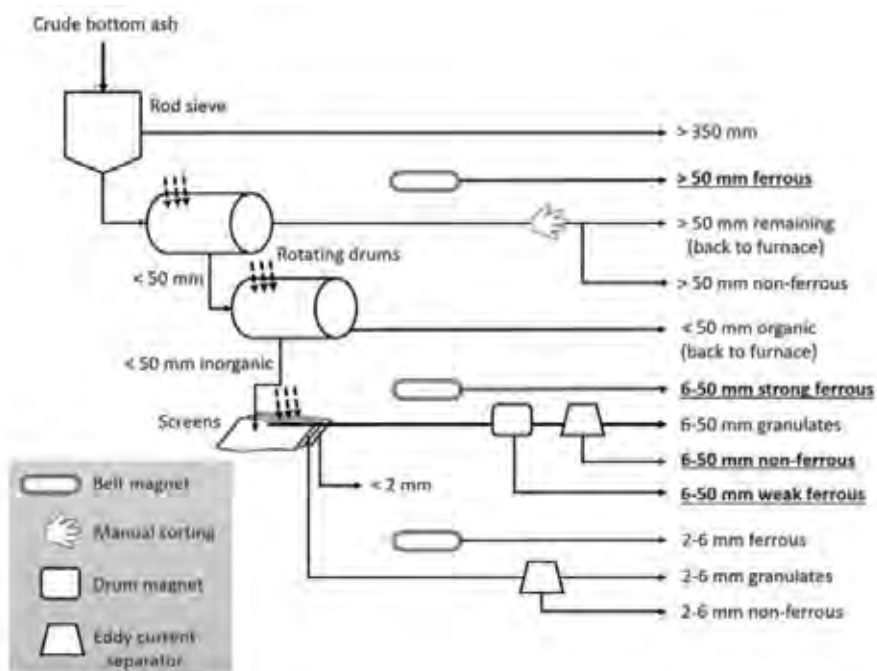 Crude bottom ash
Rod sieve
> 350 mm
> 50 mm ferrous
> 50 mm remaining
(back to furnace)
Rotating drums
< 50 mm
> 50 mm non-ferrous
< 50 mm organic
(back to furnace)
< 50 mm inorganic
6-50 mm strong ferrous
Screens
6-50 mm granulates
6-50 mm non-ferrous
< 2 mm
6-50 mm weak ferrous
2-6 mm ferrous
2-6 mm granulates
2-6 mm non-ferrous
Belt magnet
Manual sorting
Drum magnet
Eddy current
separator